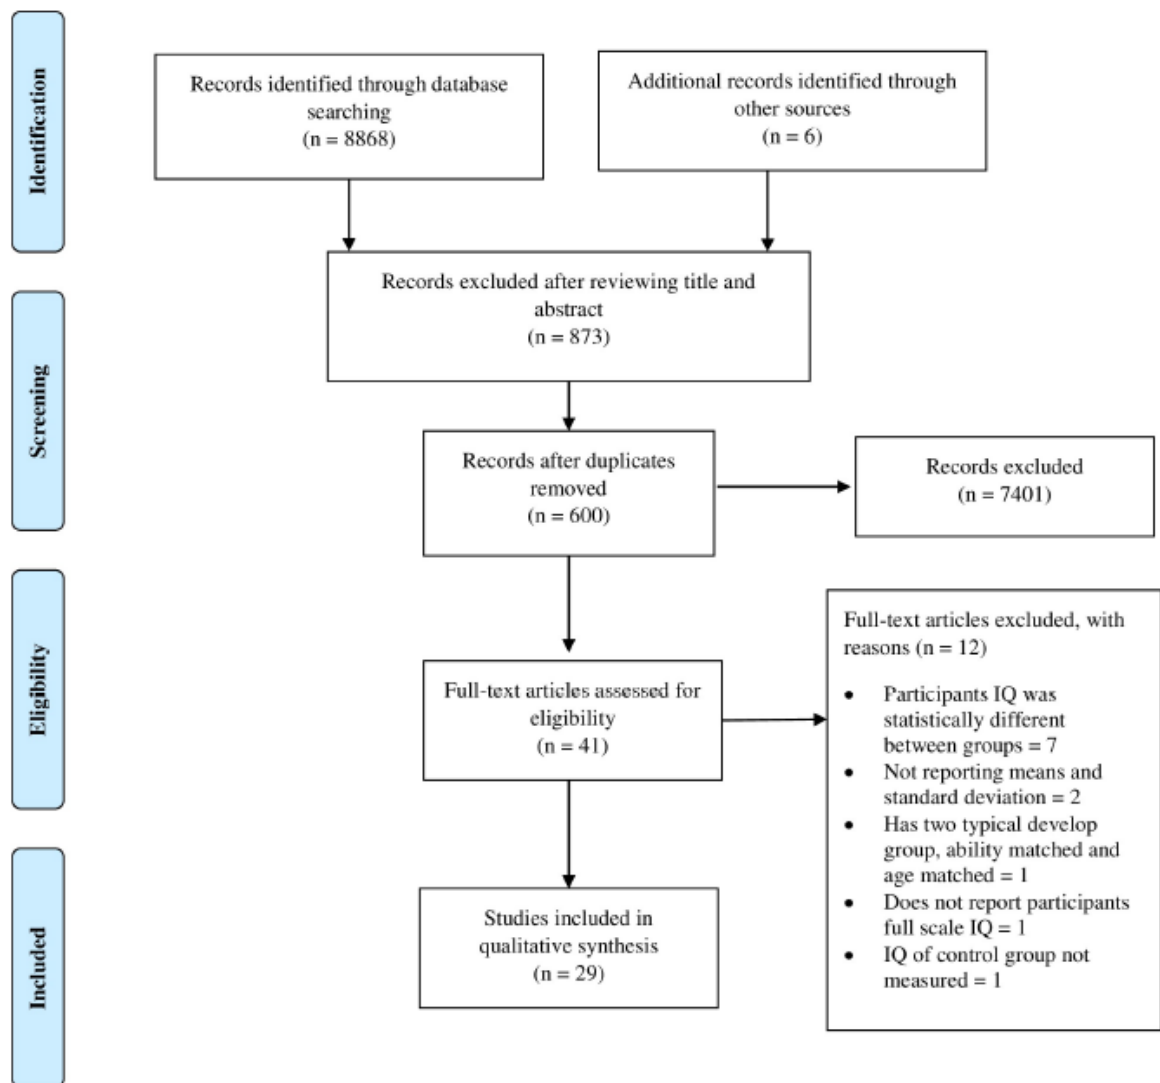 Identification
Records identified through database
searching
(n = 8868)
Additional records identified through
other sources
(n = 6)
Records excluded after reviewing title and
abstract
(n = 873)
Screening
Records after duplicates
removed
(n = 600)
Records excluded
(n = 7401)
Eligibility
Full-text articles assessed for
eligibility
(n = 41)
Full-text articles excluded, with
reasons (n = 12)
• Participants IQ was
statistically different
between groups = 7
• Not reporting means and
standard deviation = 2
• Has two typical develop
group, ability matched and
age matched = 1
• Does not report participants
full scale IQ = 1
• IQ of control group not
measured = 1
Included
Studies included in
qualitative synthesis
(n = 29)